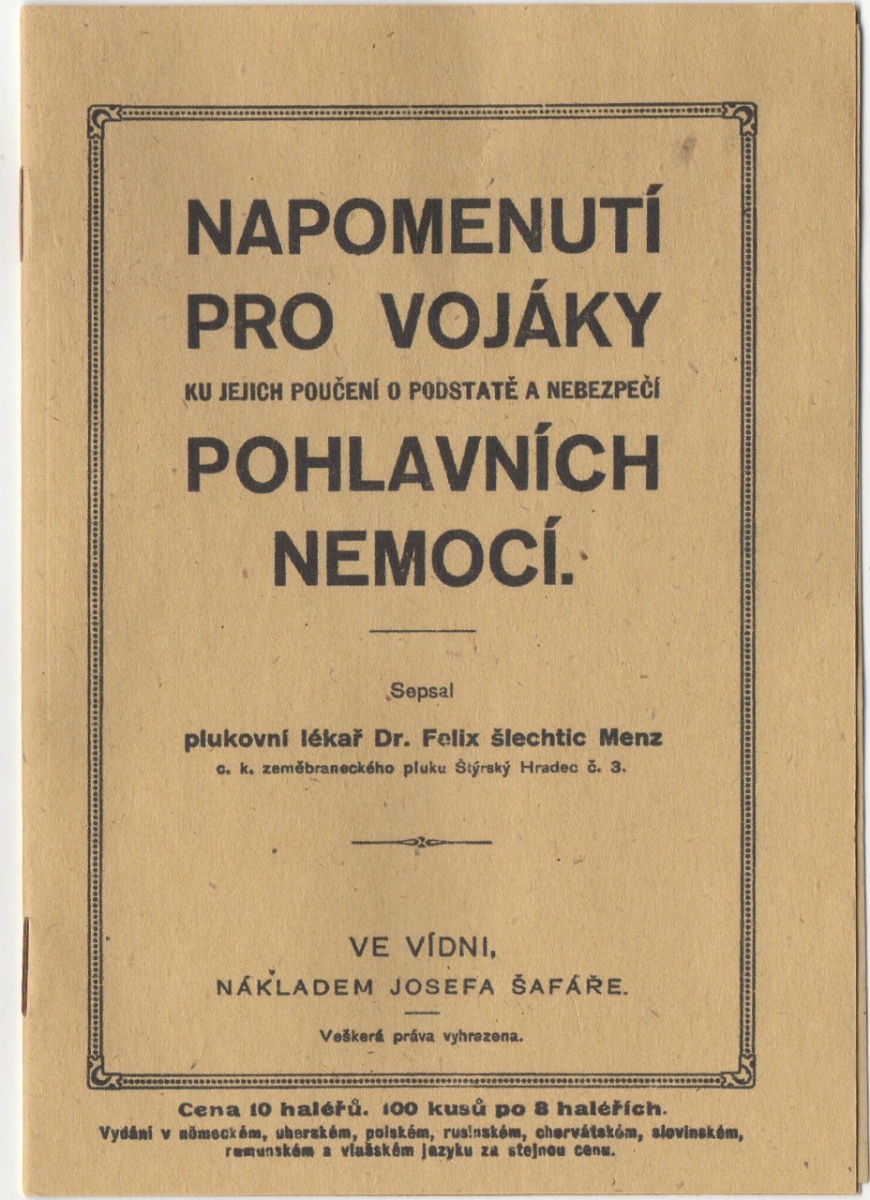 NAPOMENUTÍ
PRO VOJÁKY
KU JEJICH POUČENÍ O PODSTATĚ A NEBEZPEČÍ
POHLAVNÍCH
NEMOCÍ.
Sepsal
plukovní lékař Dr. Felix šlechtic Menz
c. k. zeměbraneckého pluku Štýrský Hradec č. 3.
VE VÍDNI,
NÁKLADEM JOSEFA ŠAFÁŘE.
Veškerá práva vyhrazena.
Cena 10 haléřů. 100 kusů po 8 haléřích.
Vydání v německém, uherském, polském, rusínském, chorvátském, slovinském,
rumunském a vlašském jazyku za stejnou cenu.